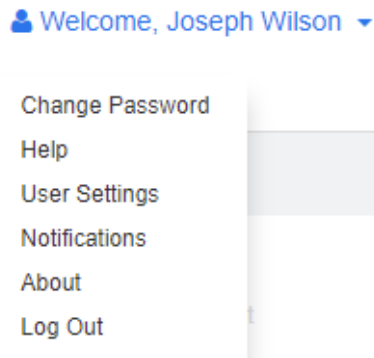 Welcome, Joseph Wilson
Change Password
Help
User Settings
Notifications
About
Log Out
t